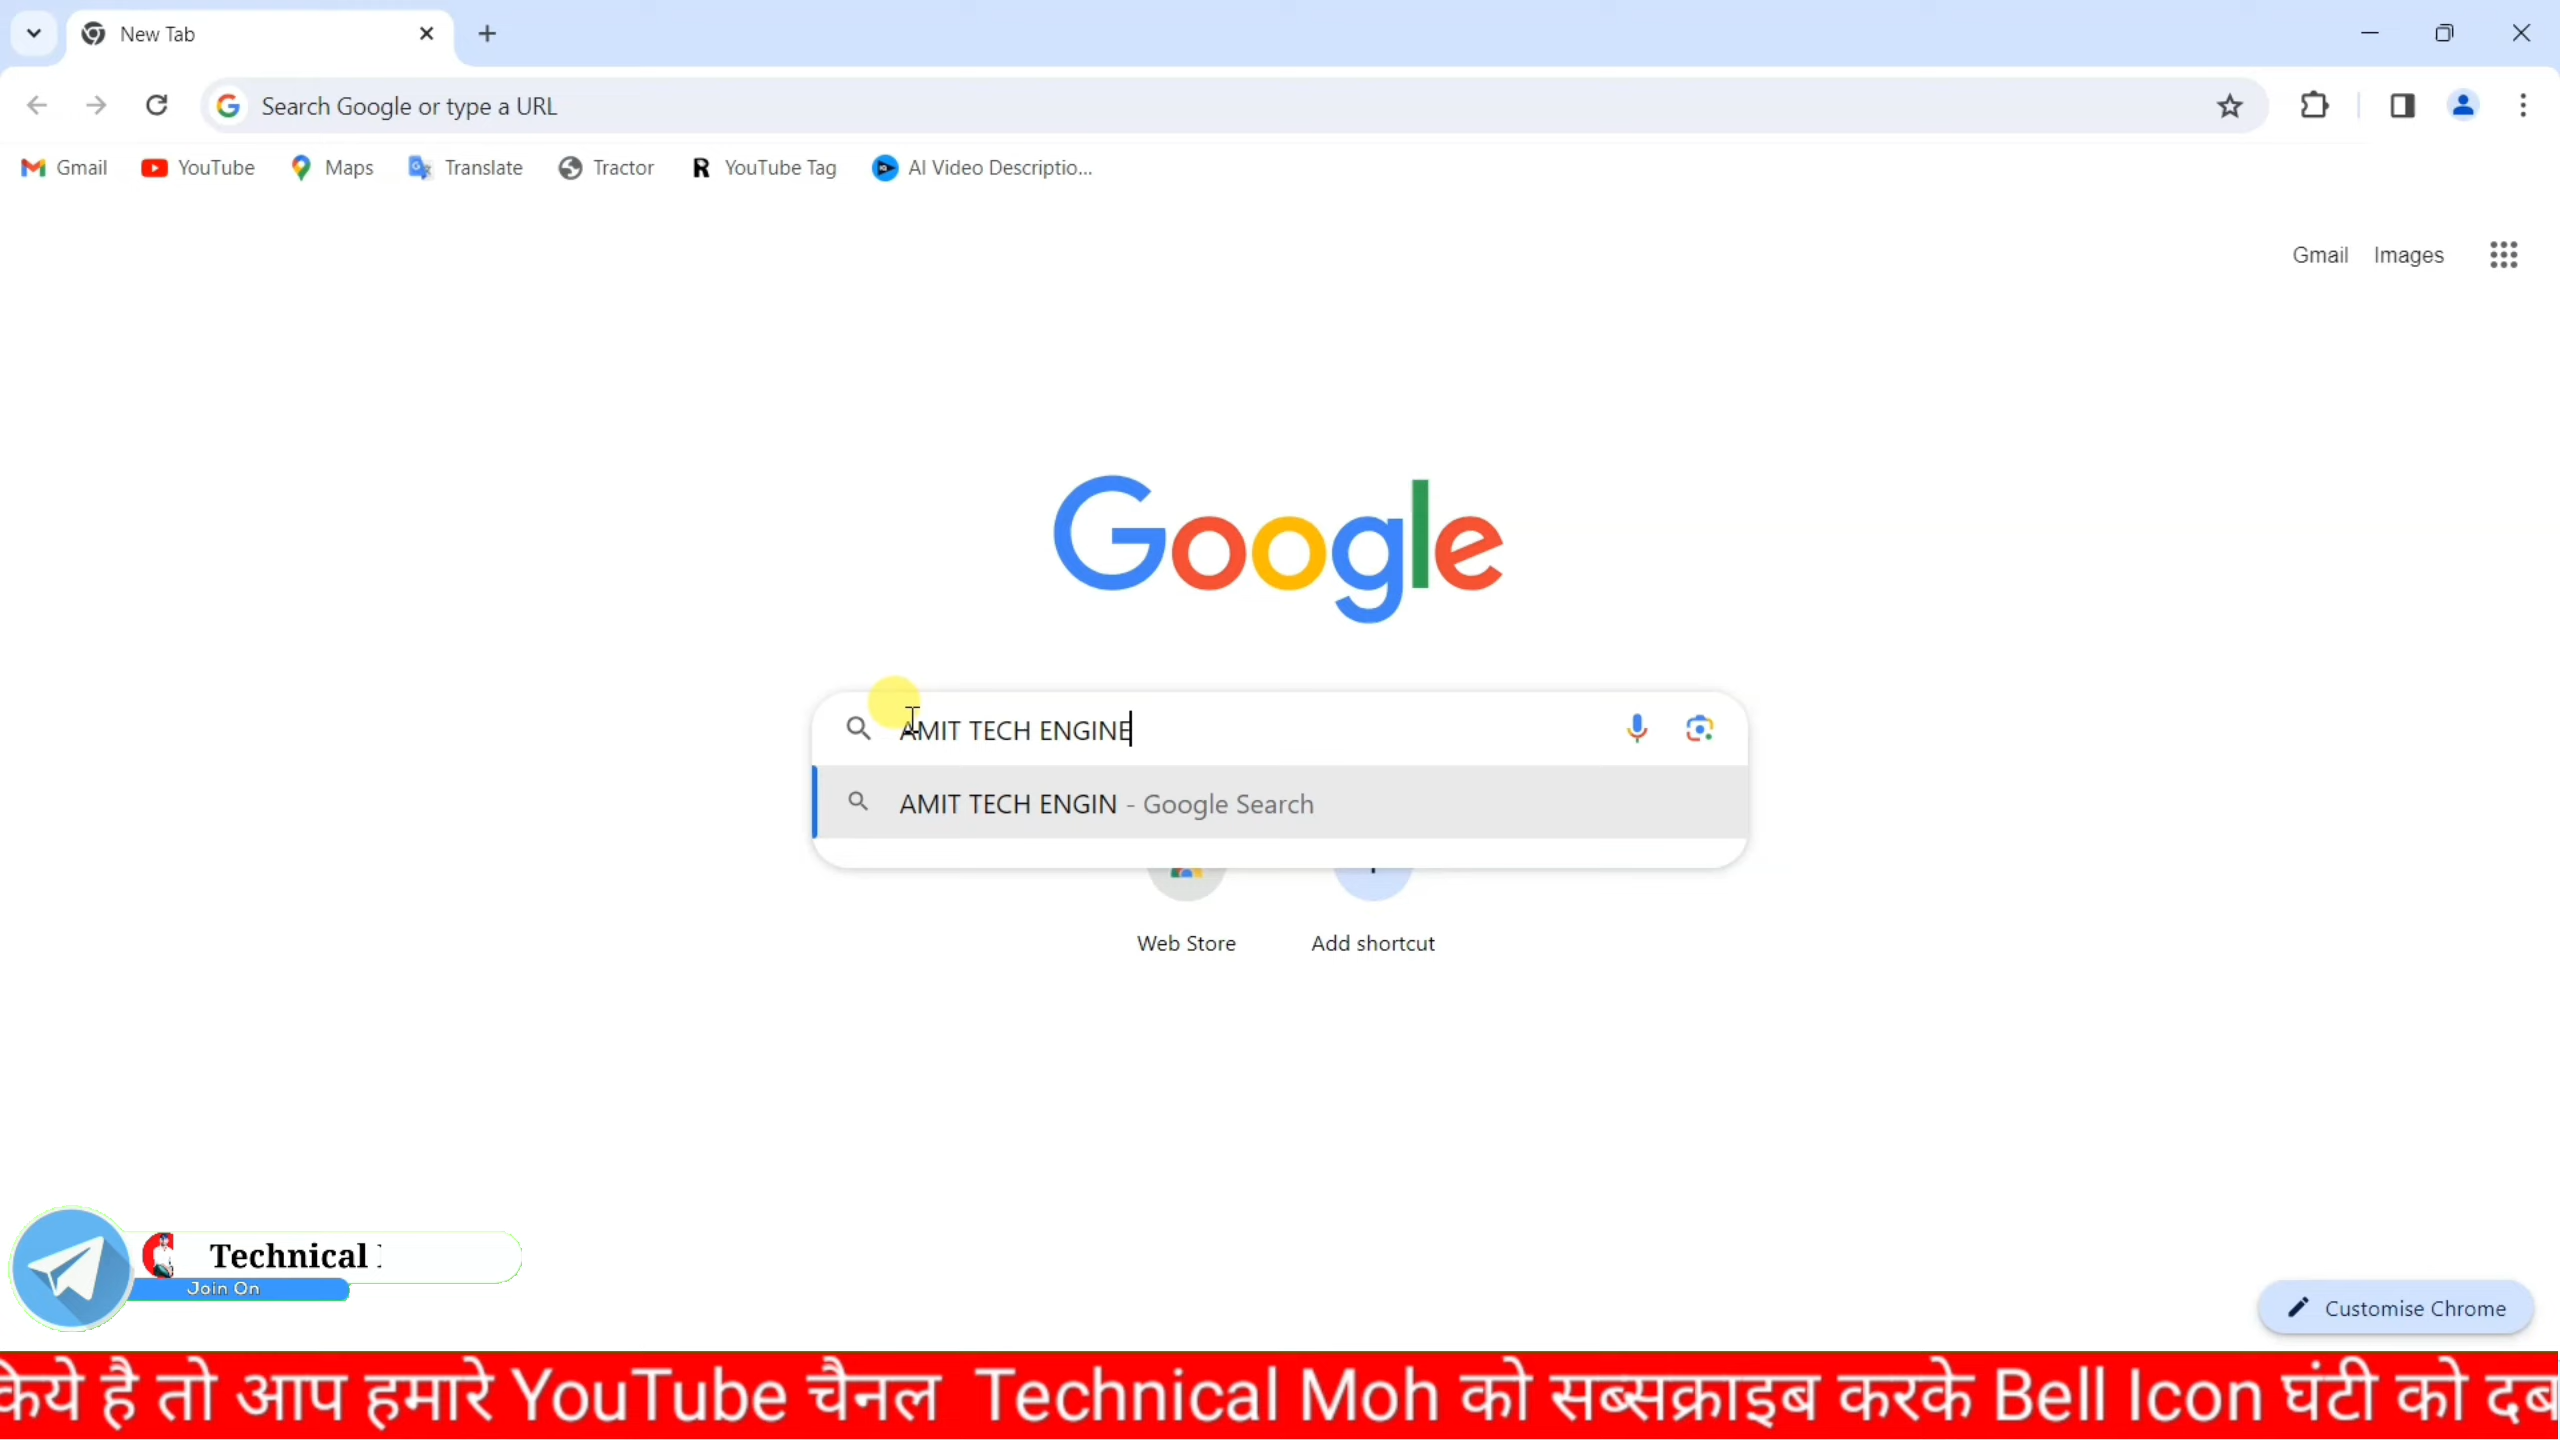 New Tab
Search Google or type a URL
Gmail YouTube Maps Translate Tractor YouTube Tag AI Video Descriptio...
Gmail Images
Google
AMIT TECH ENGINE
AMIT TECH ENGIN - Google Search
Web Store Add shortcut
Technical
Join On
Customise Chrome
किये है तो आप हमारे YouTube चैनल Technical Moh को सब्सक्राइब करके Bell Icon घंटी को दब